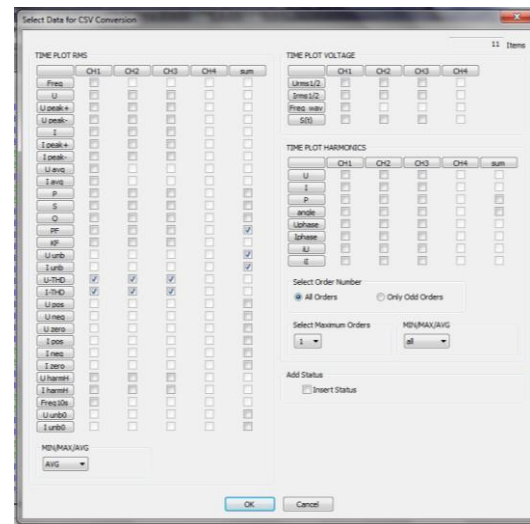 Select Data for CSV Conversion
11 Items
TIME PLOT RMS
CH1 CH2 CH3 CH4 sum
Freq
U
U peak+
U peak-
I
I peak+
I peak-
U avg
I avg
P
S
Q
PF
KF
U unb
I unb
U-THD
I-THD
U pos
U neg
U zero
I pos
I neg
I zero
U harmH
I harmH
Freq10s
U unb0
I unb0
MIN/MAX/AVG
AVG
TIME PLOT VOLTAGE
CH1 CH2 CH3 CH4
Urms1/2
Irms1/2
Freq wav
S(t)
TIME PLOT HARMONICS
CH1 CH2 CH3 CH4 sum
U
I
P
angle
Uphase
Iphase
iU
iI
Select Order Number
All Orders Only Odd Orders
Select Maximum Orders MIN/MAX/AVG
1 all
Add Status
Insert Status
OK Cancel